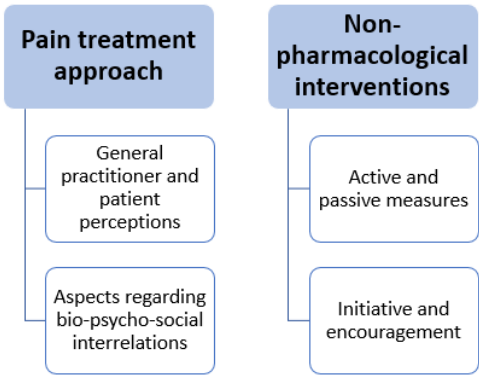 Pain treatment
approach
General
practitioner and
patient
perceptions
Aspects regarding
bio-psycho-social
interrelations
Non-
pharmacological
interventions
Active and
passive measures
Initiative and
encouragement